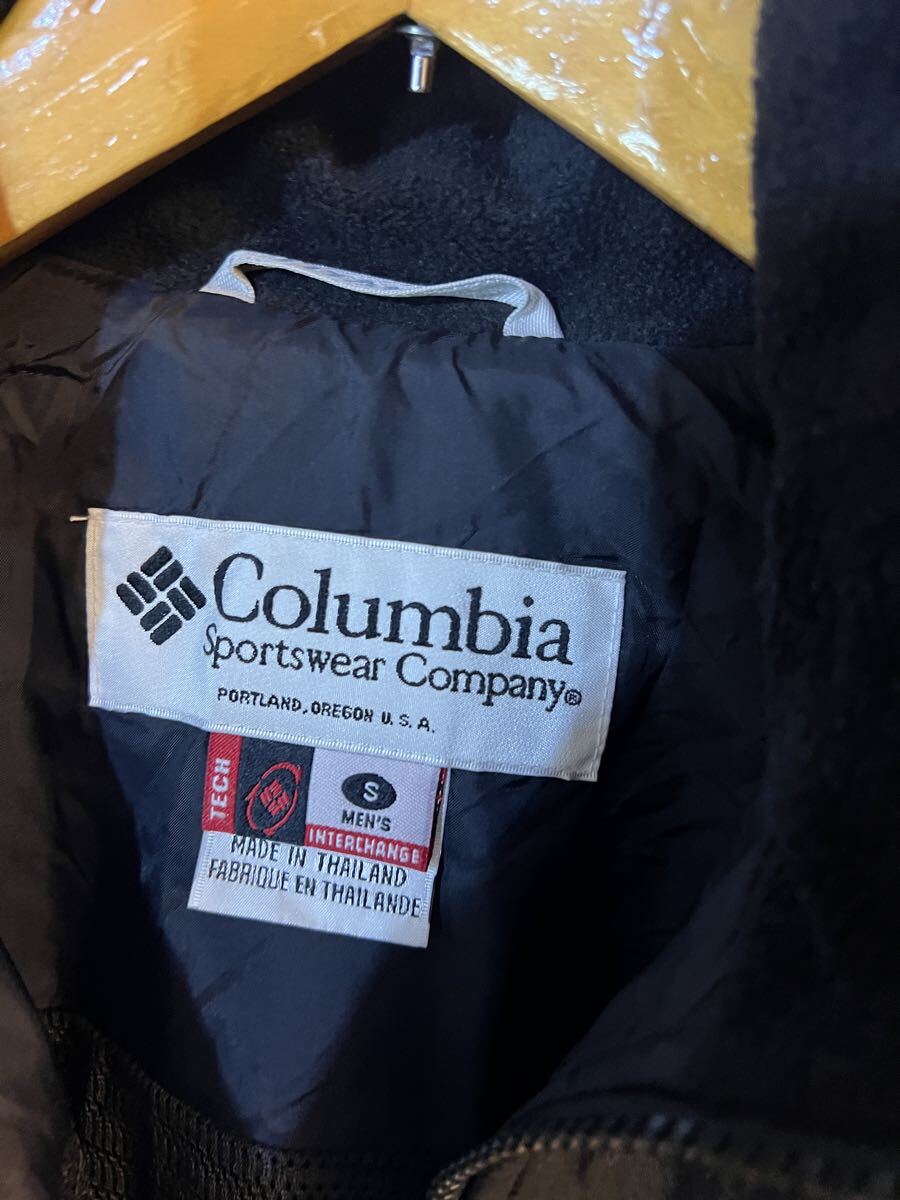 Columbia
Sportswear Company®
PORTLAND, OREGON U.S.A.
TECH
S
MEN'S
INTERCHANGE
MADE IN THAILAND
FABRIQUE EN THAILANDE